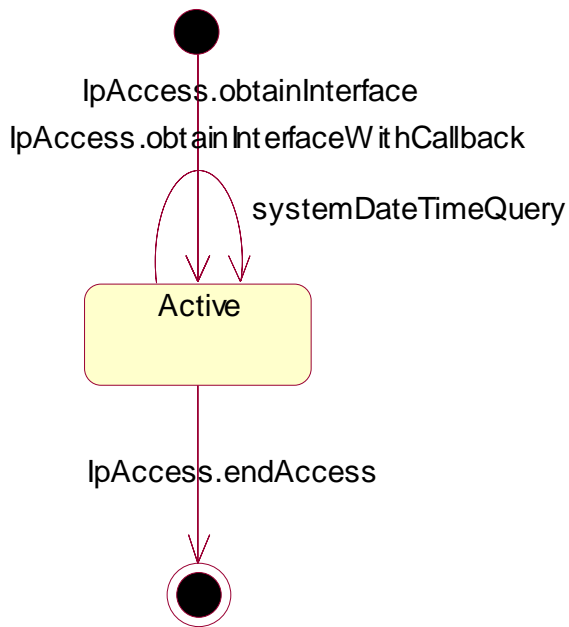 IpAccess.obtainInterface
IpAccess.obtainInterfaceWithCallback
systemDateTimeQuery
Active
IpAccess.endAccess